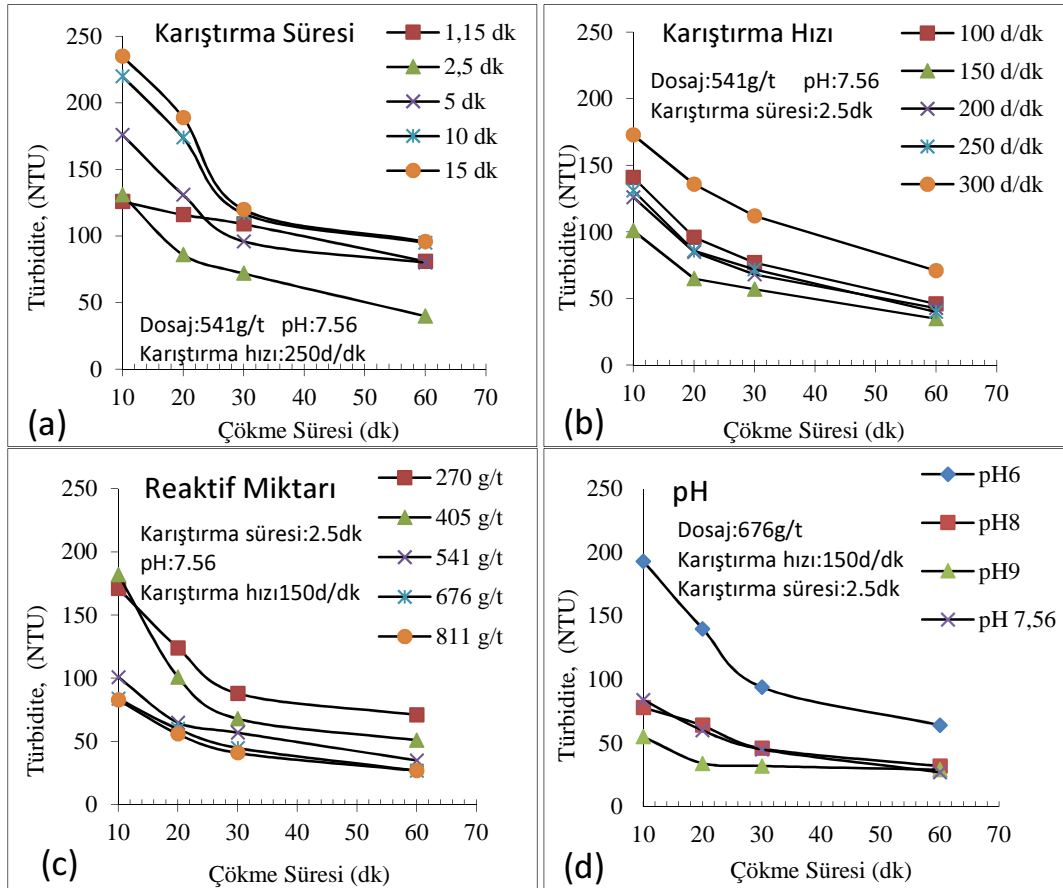 Karıştırma Süresi
1,15 dk
2,5 dk
5 dk
10 dk
15 dk
250
200
150
100
50
0
Türbidite, (NTU)
Dosaj:541g/t pH:7.56
Karıştırma hızı:250d/dk
10 20 30 40 50 60 70
Çökme Süresi (dk)
(a)
Karıştırma Hızı
Dosaj:541g/t pH:7.56
Karıştırma süresi:2.5dk
100 d/dk
150 d/dk
200 d/dk
250 d/dk
300 d/dk
250
200
150
100
50
0
Türbidite, (NTU)
10 20 30 40 50 60 70
Çökme Süresi (dk)
(b)
Reaktif Miktarı
Karıştırma süresi:2.5dk
pH:7.56
Karıştırma hızı150d/dk
270 g/t
405 g/t
541 g/t
676 g/t
811 g/t
250
200
150
100
50
0
Türbidite, (NTU)
10 20 30 40 50 60 70
Çökme Süresi (dk)
(c)
pH
Dosaj:676g/t
Karıştırma hızı:150d/dk
Karıştırma süresi:2.5dk
pH6
pH8
pH9
pH 7,56
250
200
150
100
50
0
Türbidite, (NTU)
10 20 30 40 50 60 70
Çökme Süresi (dk)
(d)